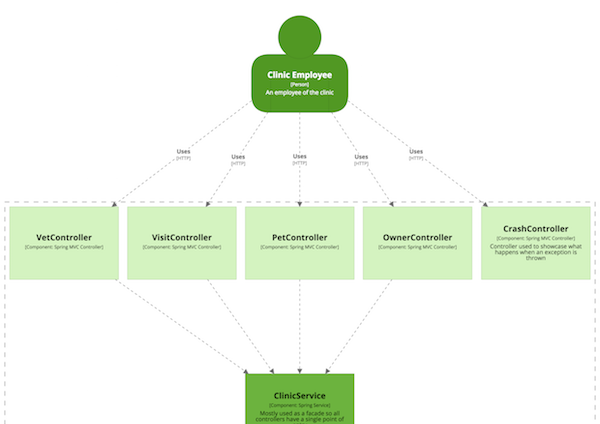 Clinic Employee
[Person]
An employee of the clinic
Uses
[HTTP]
Uses
[HTTP]
Uses
[HTTP]
Uses
[HTTP]
Uses
[HTTP]
VetController
[Component: Spring MVC Controller]
VisitController
[Component: Spring MVC Controller]
PetController
[Component: Spring MVC Controller]
OwnerController
[Component: Spring MVC Controller]
CrashController
[Component: Spring MVC Controller]
Controller used to showcase what
happens when an exception is
thrown
ClinicService
[Component: Spring Service]
Mostly used as a facade so all
controllers have a single point of